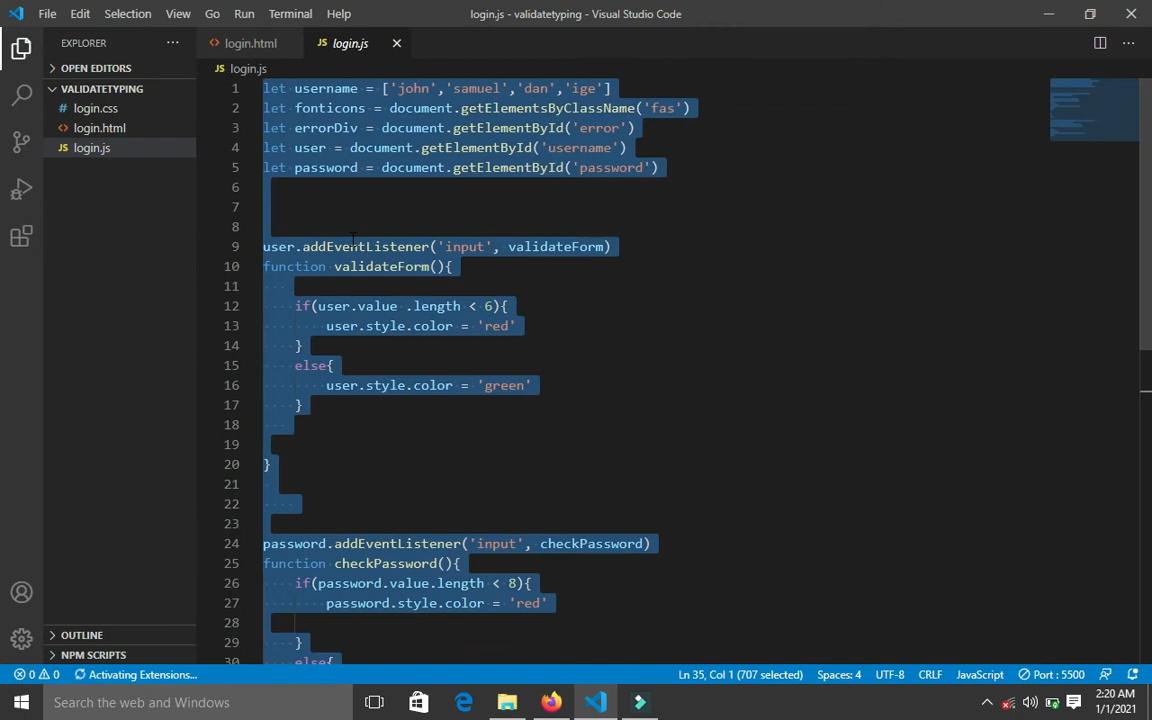 File Edit Selection View Go Run Terminal Help login.js - validatetyping - Visual Studio Code
EXPLORER ··· login.html JS login.js
OPEN EDITORS JS login.js
VALIDATETYPING
# login.css
login.html
JS login.js
1 let username = ['john','samuel','dan','ige']
2 let fonticons = document.getElementsByClassName('fas')
3 let errorDiv = document.getElementById('error')
4 let user = document.getElementById('username')
5 let password = document.getElementById('password')
6
7
8
9 user.addEventListener('input', validateForm)
10 function validateForm(){
11
12 if(user.value .length < 6){
13 user.style.color = 'red'
14 }
15 else{
16 user.style.color = 'green'
17 }
18
19
20 }
21
22
23
24 password.addEventListener('input', checkPassword)
25 function checkPassword(){
26 if(password.value.length < 8){
27 password.style.color = 'red'
28
29 }
30 else{
OUTLINE
NPM SCRIPTS
0 0 Activating Extensions... Ln 35, Col 1 (707 selected) Spaces: 4 UTF-8 CRLF JavaScript Port : 5500
Search the web and Windows
2:20 AM
1/1/2021